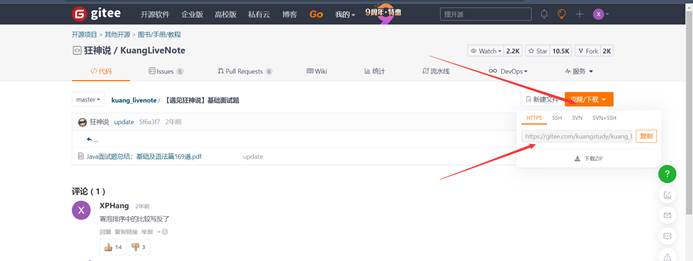 gitee 开源软件 企业版 高校版 私有云 博客 Go 我的 9周年·特惠 搜开源 X
开源项目 > 其他开源 > 图书/手册/教程
狂神说 / KuangLiveNote
Watch 2.2K Star 10.5K Fork 2K
代码 Issues 6 Pull Requests 6 Wiki 统计 流水线 DevOps 服务
master kuang_livenote / 【遇见狂神说】基础面试题 新建文件 克隆/下载
狂神说 update 5f6a3f7 2年前
HTTPS SSH SVN SVN+SSH
..
https://gitee.com/kuangstudy/kuang_l 复制
Java面试题总结：基础及语法篇169道.pdf update
下载ZIP
评论 ( 1 )
X XPHang 2年前
冒泡排序中的比较写反了
回复 复制链接 举报
14 3
?